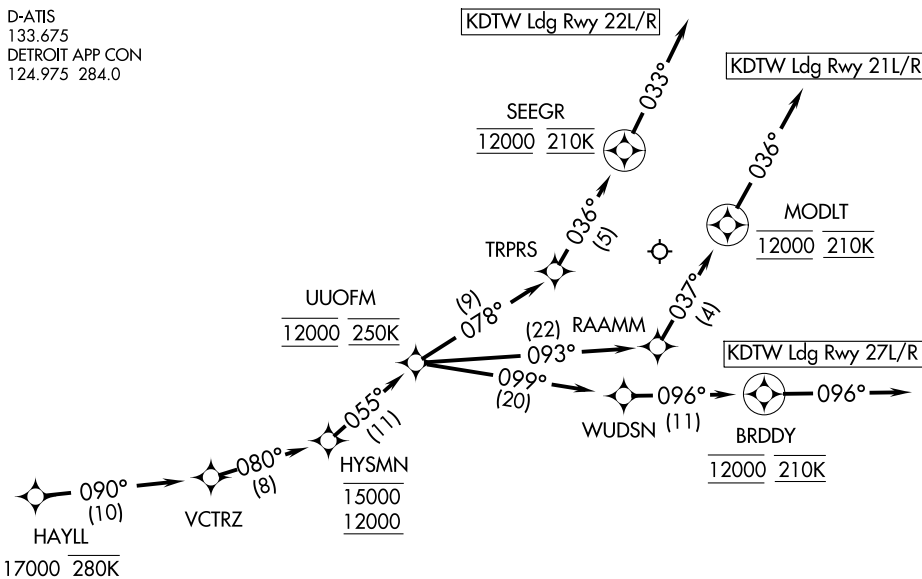 D-ATIS
133.675
DETROIT APP CON
124.975 284.0
KDTW Ldg Rwy 22L/R
033°
KDTW Ldg Rwy 21L/R
SEEGR
12000 210K
036°
036°
(5)
MODLT
12000 210K
TRPRS
037°
(4)
UUOFM
12000 250K
(9)
078°
(22)
093°
RAAMM
KDTW Ldg Rwy 27L/R
099°
(20)
055°
(11)
WUDSN
096°
(11)
096°
BRDDY
12000 210K
HYSMN
15000
12000
080°
(8)
090°
(10)
VCTRZ
HAYLL
17000 280K